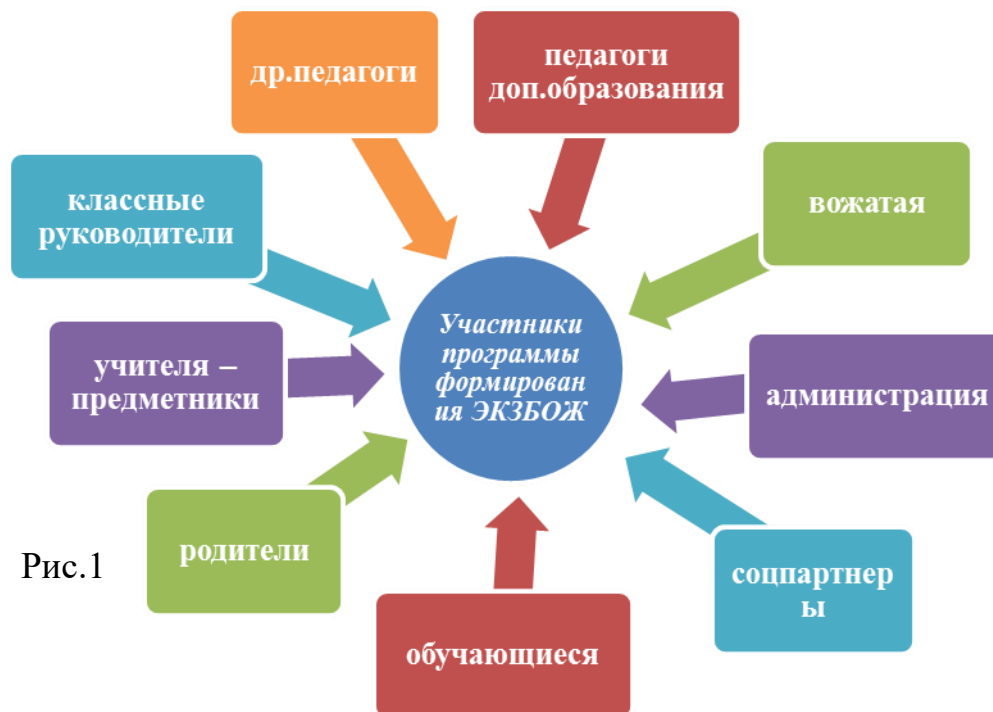 др.педагоги
педагоги
доп.образования
классные
руководители
вожатая
Участники
программы
формирован
ия ЭКЗБОЖ
учителя –
предметники
администрация
родители
Рис.1
соцпартнер
ы
обучающиеся